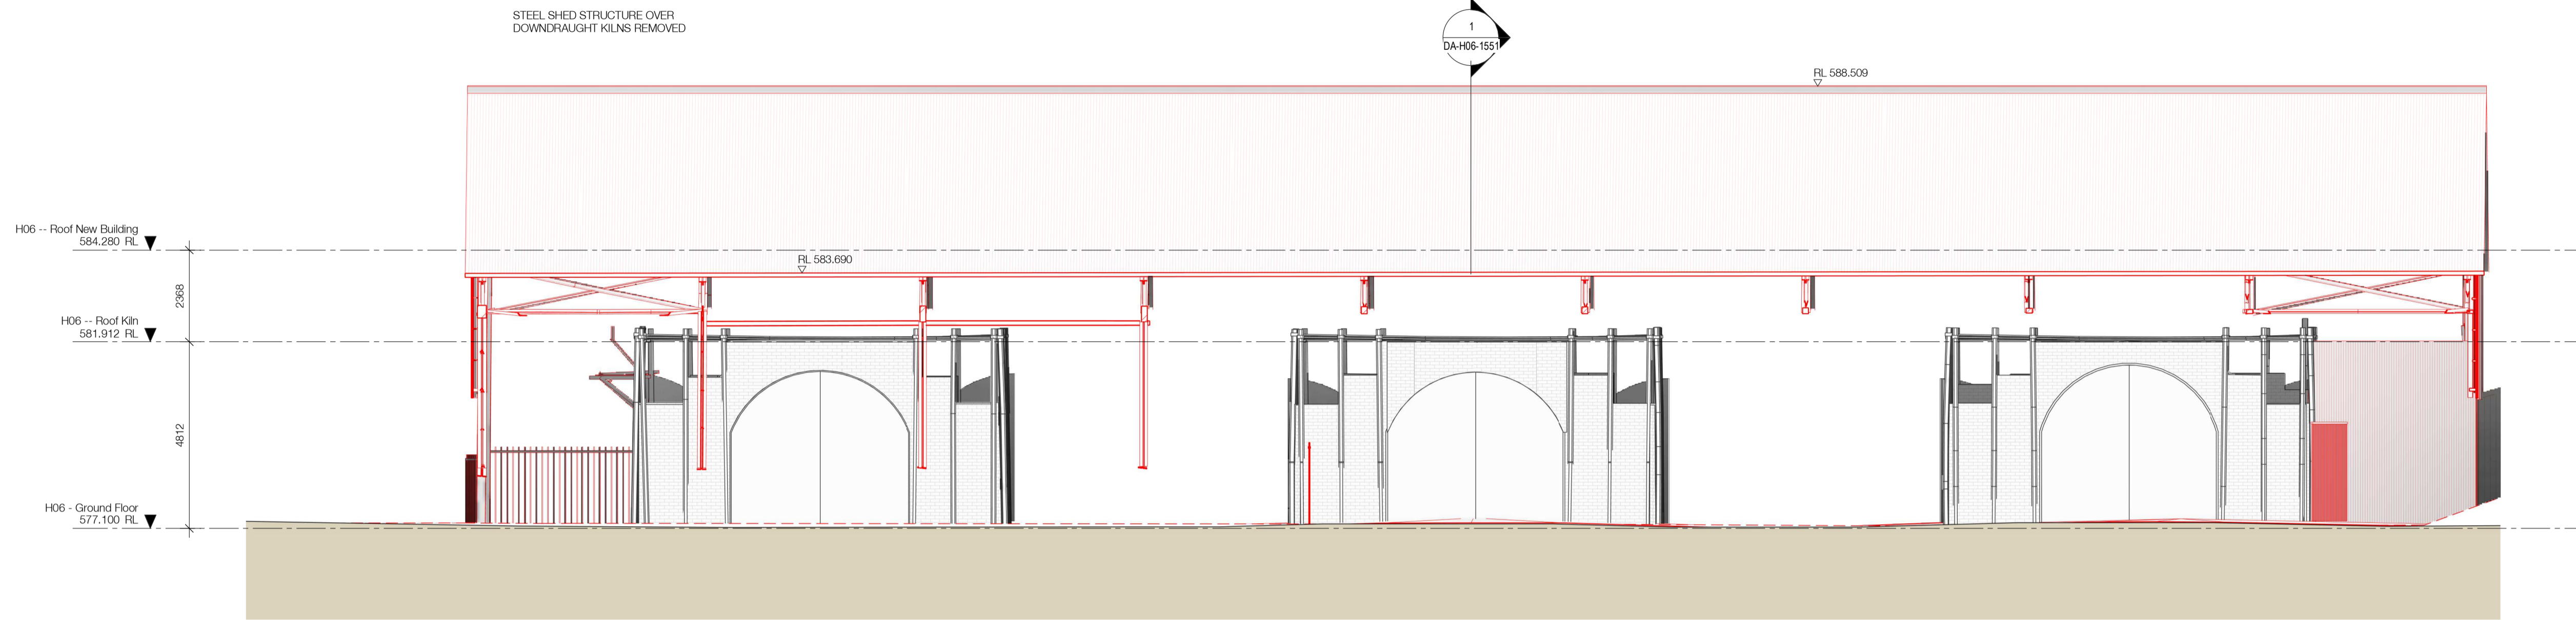 STEEL SHED STRUCTURE OVER
DOWNDRAUGHT KILNS REMOVED
1
DA-H06-1551
RL 588.509
H06 -- Roof New Building
584.280 RL
RL 583.690
2368
H06 -- Roof Kiln
581.912 RL
4812
H06 - Ground Floor
577.100 RL